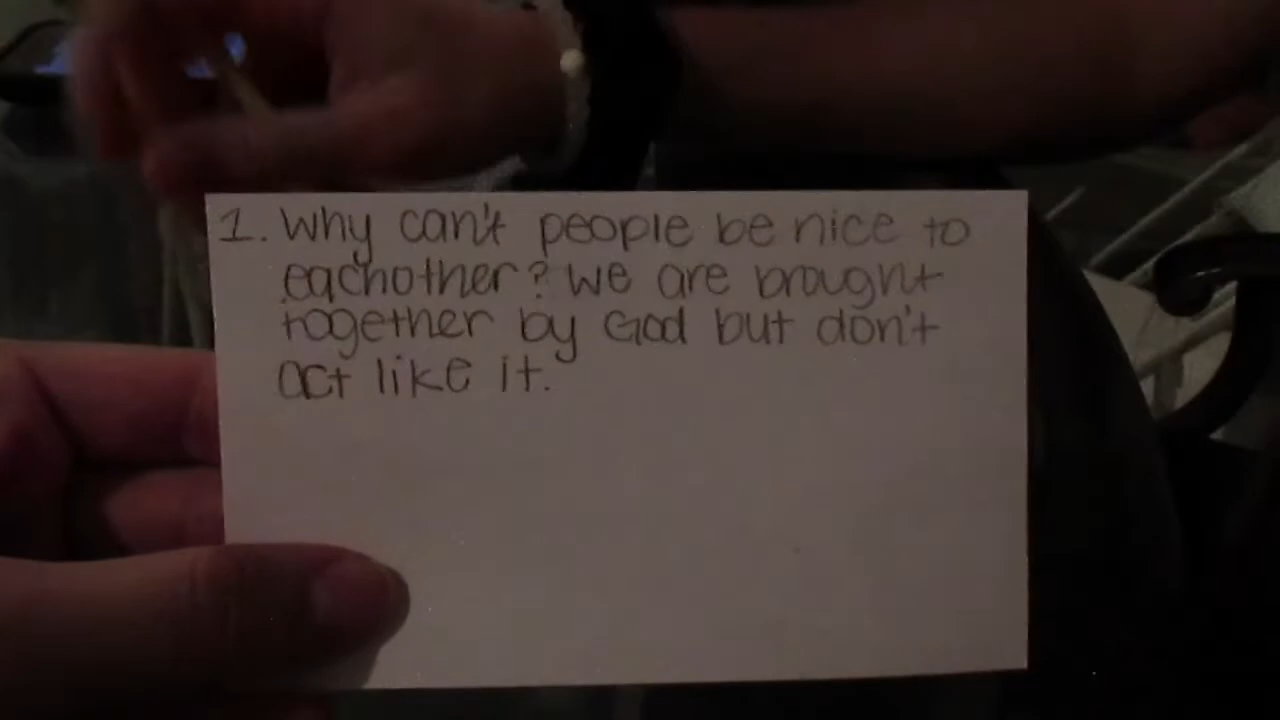 1. Why can't people be nice to
eachother? We are brought
together by God but don't
act like it.